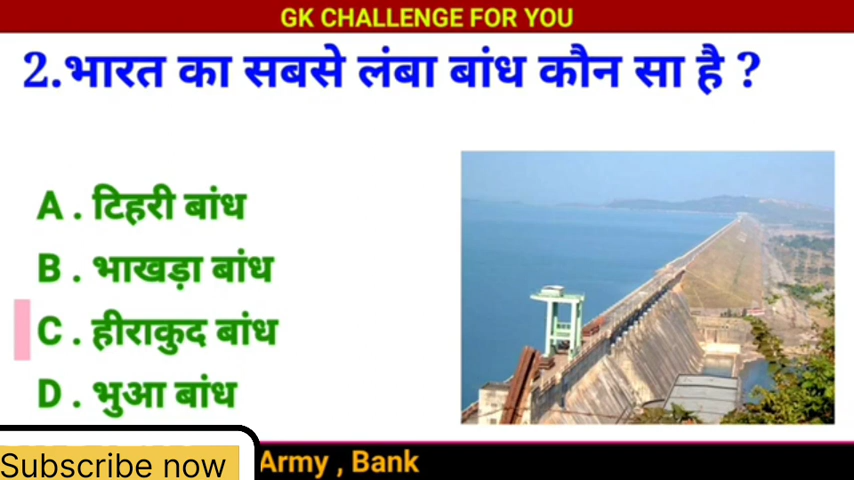 GK CHALLENGE FOR YOU
2.भारत का सबसे लंबा बांध कौन सा है ?
A . टिहरी बांध
B . भाखड़ा बांध
C . हीराकुद बांध
D . भुआ बांध
Subscribe now
Army , Bank